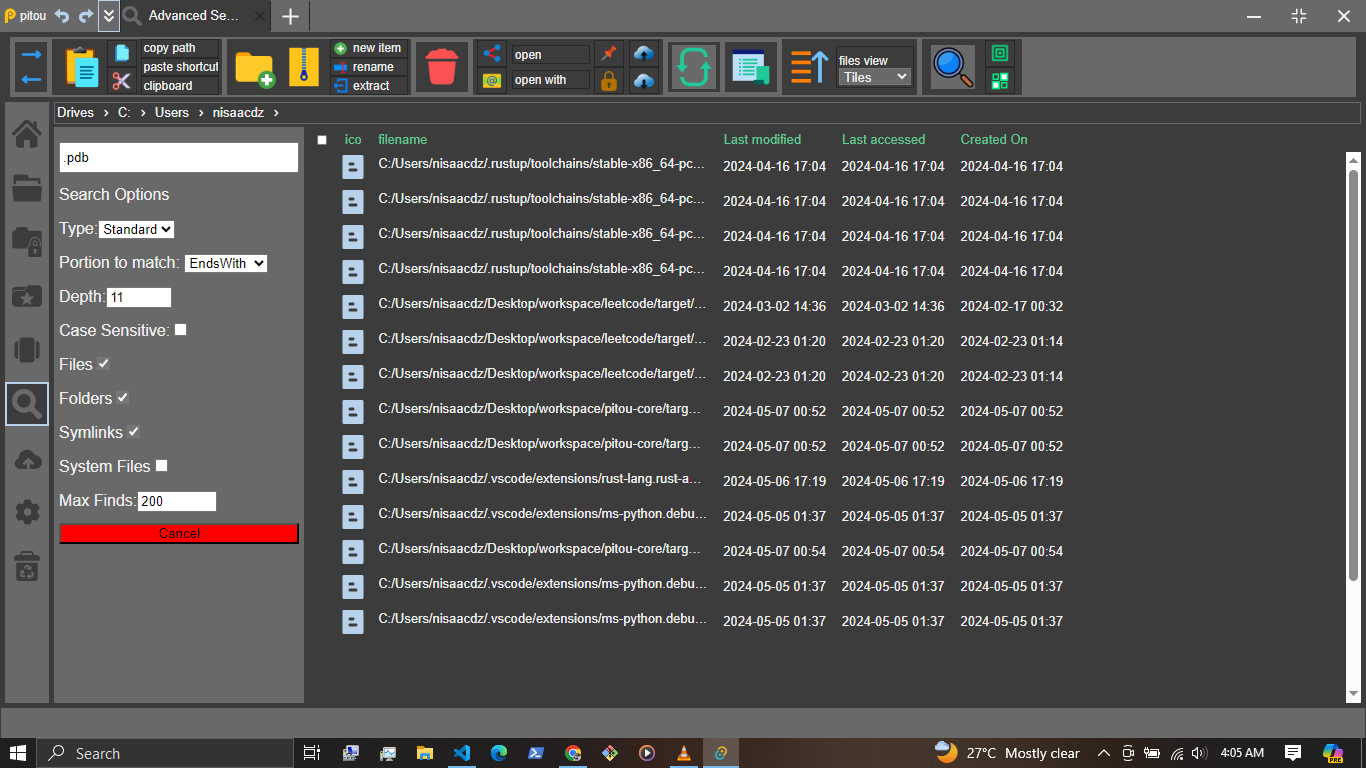 pitou Advanced Se...
copy path
paste shortcut
clipboard
new item
rename
extract
open
open with
files view
Tiles
Drives > C: > Users > nisaacdz >
.pdb
Search Options
Type: Standard
Portion to match: EndsWith
Depth: 11
Case Sensitive:
Files
Folders
Symlinks
System Files
Max Finds: 200
Cancel
ico filename Last modified Last accessed Created On
C:/Users/nisaacdz/.rustup/toolchains/stable-x86_64-pc... 2024-04-16 17:04 2024-04-16 17:04 2024-04-16 17:04
C:/Users/nisaacdz/.rustup/toolchains/stable-x86_64-pc... 2024-04-16 17:04 2024-04-16 17:04 2024-04-16 17:04
C:/Users/nisaacdz/.rustup/toolchains/stable-x86_64-pc... 2024-04-16 17:04 2024-04-16 17:04 2024-04-16 17:04
C:/Users/nisaacdz/.rustup/toolchains/stable-x86_64-pc... 2024-04-16 17:04 2024-04-16 17:04 2024-04-16 17:04
C:/Users/nisaacdz/Desktop/workspace/leetcode/target/... 2024-03-02 14:36 2024-03-02 14:36 2024-02-17 00:32
C:/Users/nisaacdz/Desktop/workspace/leetcode/target/... 2024-02-23 01:20 2024-02-23 01:20 2024-02-23 01:14
C:/Users/nisaacdz/Desktop/workspace/leetcode/target/... 2024-02-23 01:20 2024-02-23 01:20 2024-02-23 01:14
C:/Users/nisaacdz/Desktop/workspace/pitou-core/targ... 2024-05-07 00:52 2024-05-07 00:52 2024-05-07 00:52
C:/Users/nisaacdz/Desktop/workspace/pitou-core/targ... 2024-05-07 00:52 2024-05-07 00:52 2024-05-07 00:52
C:/Users/nisaacdz/.vscode/extensions/rust-lang.rust-a... 2024-05-06 17:19 2024-05-06 17:19 2024-05-06 17:19
C:/Users/nisaacdz/.vscode/extensions/ms-python.debu... 2024-05-05 01:37 2024-05-05 01:37 2024-05-05 01:37
C:/Users/nisaacdz/Desktop/workspace/pitou-core/targ... 2024-05-07 00:54 2024-05-07 00:54 2024-05-07 00:54
C:/Users/nisaacdz/.vscode/extensions/ms-python.debu... 2024-05-05 01:37 2024-05-05 01:37 2024-05-05 01:37
C:/Users/nisaacdz/.vscode/extensions/ms-python.debu... 2024-05-05 01:37 2024-05-05 01:37 2024-05-05 01:37
Search 27°C Mostly clear 4:05 AM PRE